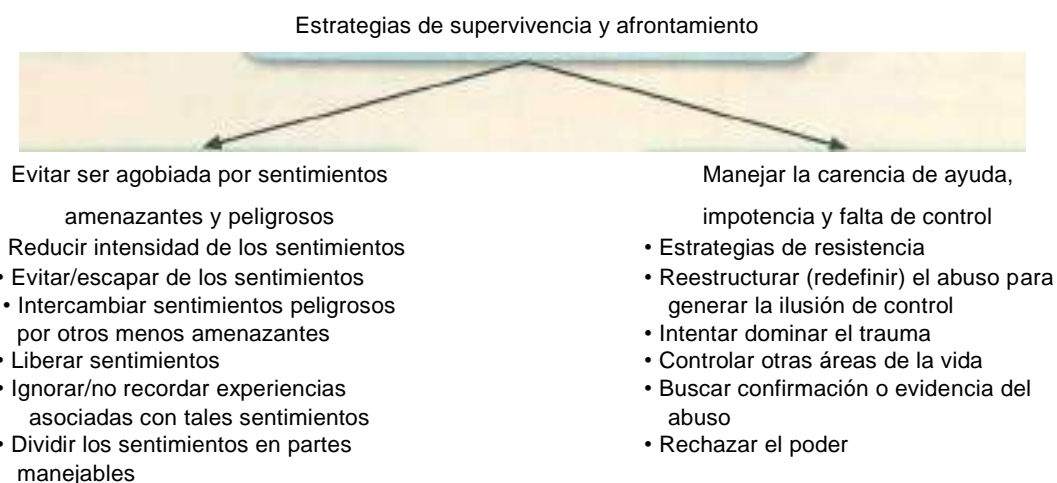 Estrategias de supervivencia y afrontamiento
Evitar ser agobiada por sentimientos
amenazantes y peligrosos
Reducir intensidad de los sentimientos
• Evitar/escapar de los sentimientos
• Intercambiar sentimientos peligrosos
por otros menos amenazantes
• Liberar sentimientos
• Ignorar/no recordar experiencias
asociadas con tales sentimientos
• Dividir los sentimientos en partes
manejables
Manejar la carencia de ayuda,
impotencia y falta de control
• Estrategias de resistencia
• Reestructurar (redefinir) el abuso para
generar la ilusión de control
• Intentar dominar el trauma
• Controlar otras áreas de la vida
• Buscar confirmación o evidencia del
abuso
• Rechazar el poder